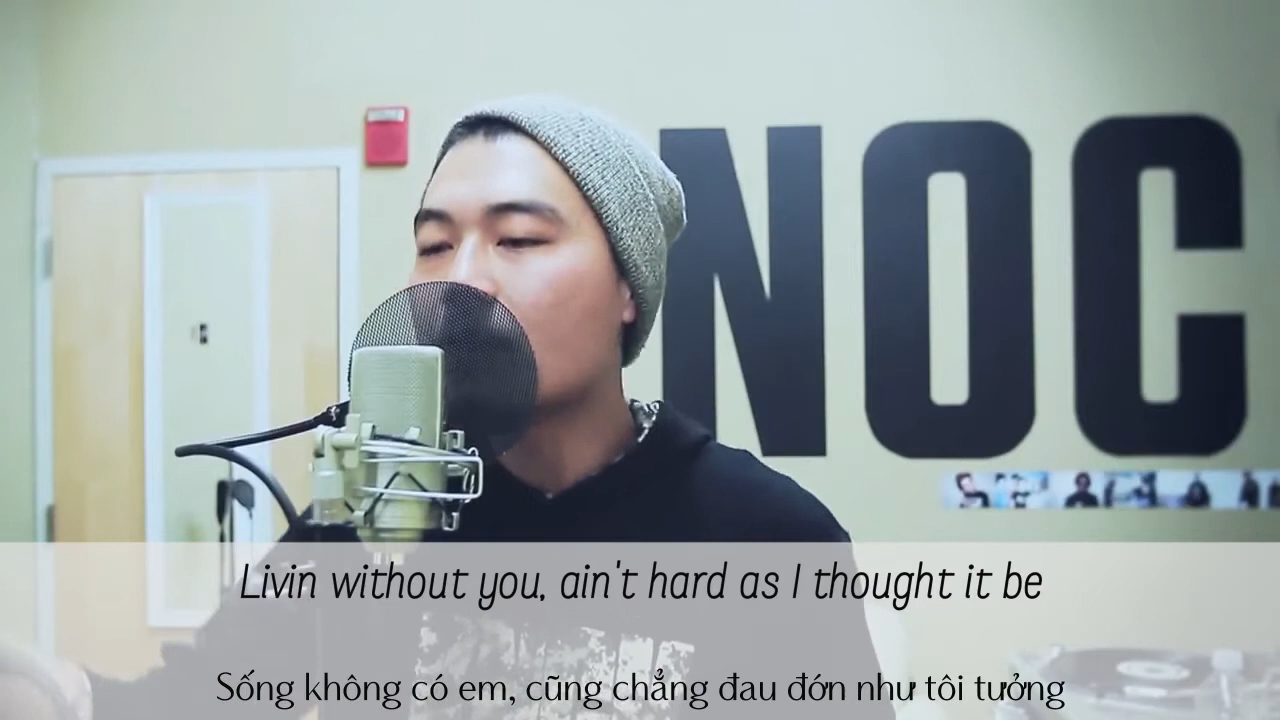 NOC
Livin without you, ain't hard as I thought it be
Sống không có em, cũng chẳng đau đớn như tôi tưởng